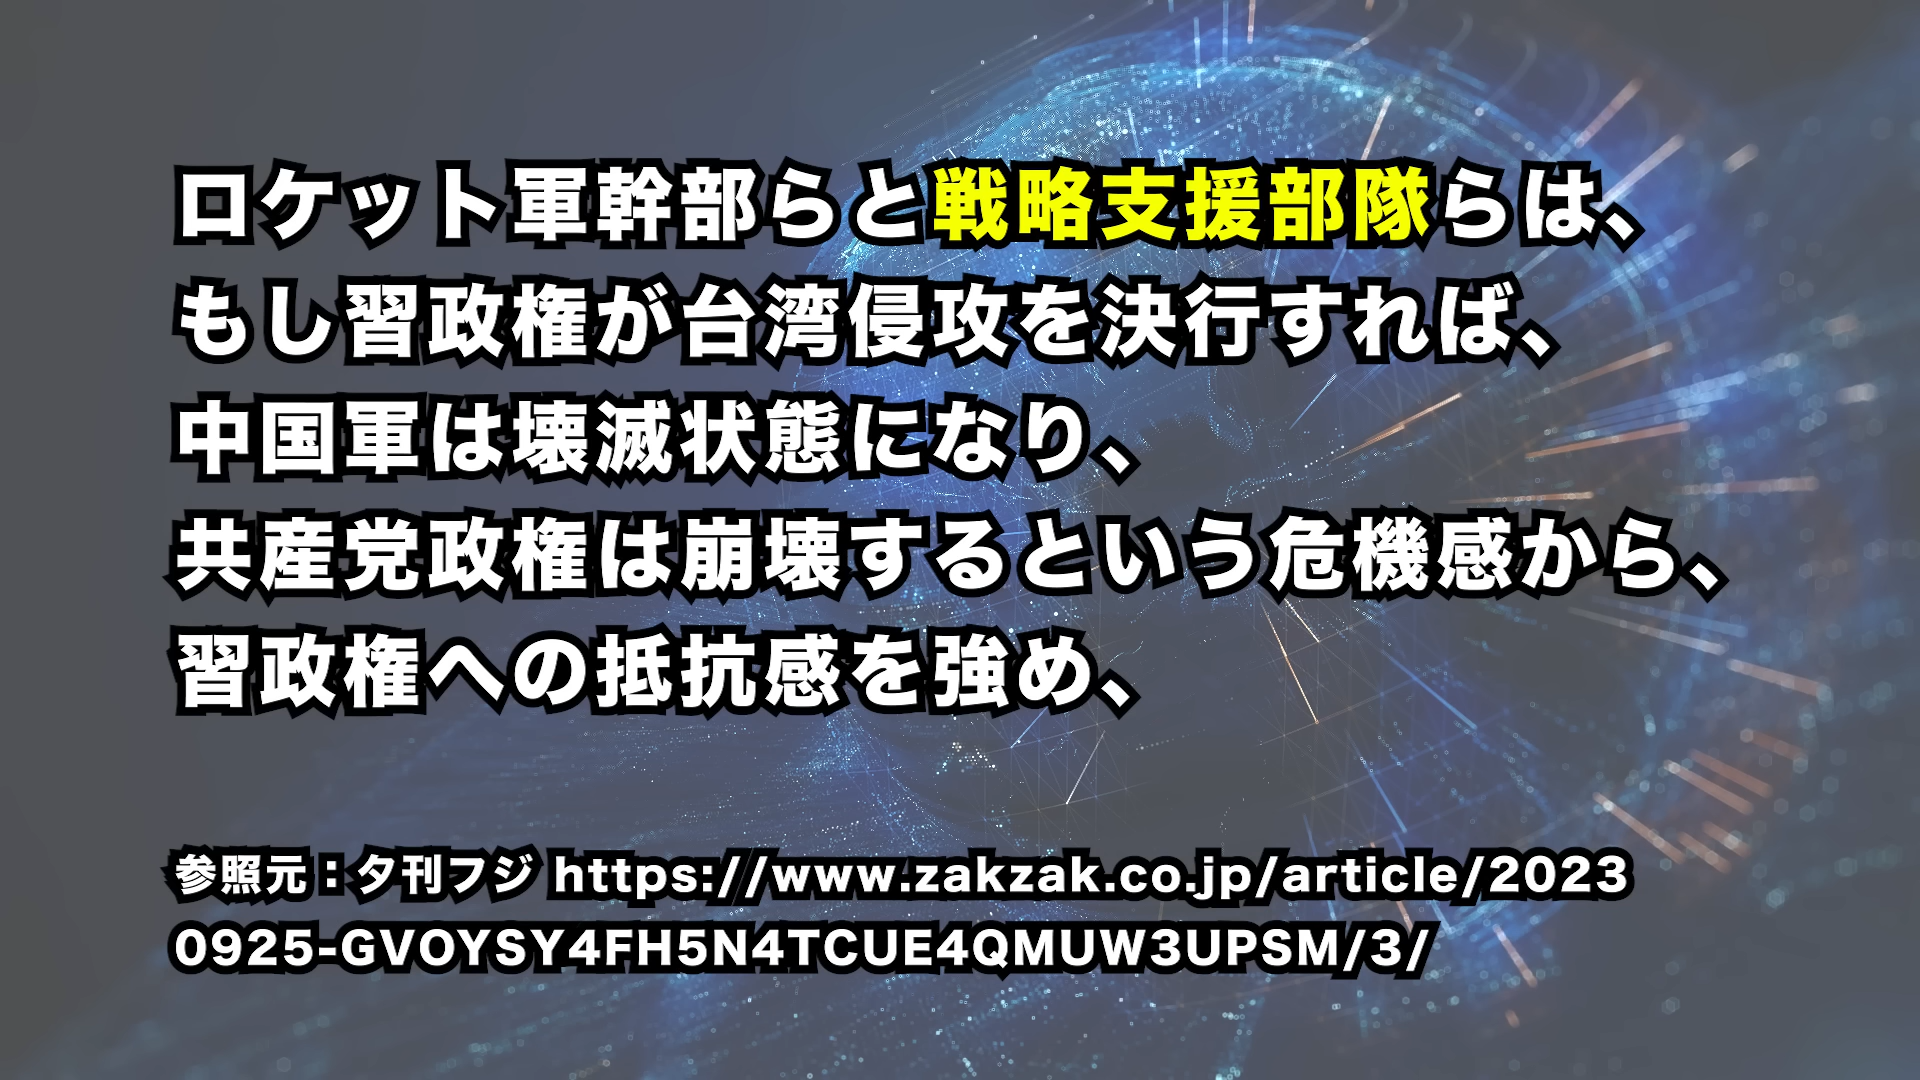 ロケット軍幹部らと戦略支援部隊らは、
もし習政権が台湾侵攻を決行すれば、
中国軍は壊滅状態になり、
共産党政権は崩壊するという危機感から、
習政権への抵抗感を強め、
参照元：夕刊フジ https://www.zakzak.co.jp/article/2023
0925-GVOYSY4FH5N4TCUE4QMUW3UPSM/3/